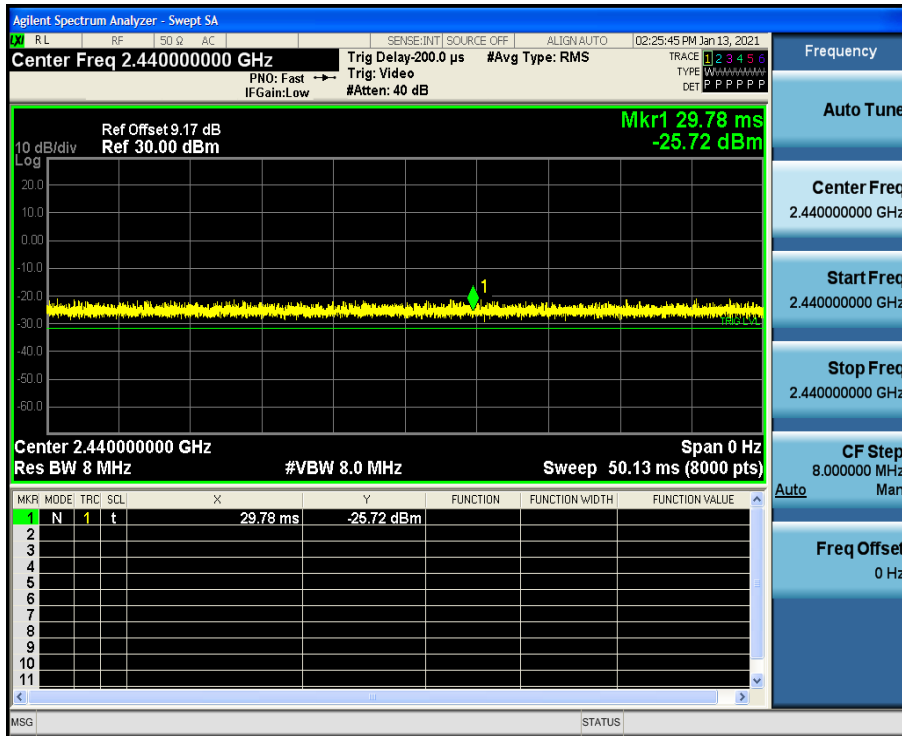 Agilent Spectrum Analyzer - Swept SA
LXI RL RF 50 Ω AC SENSE:INT SOURCE OFF ALIGNAUTO 02:25:45 PM Jan 13, 2021
Center Freq 2.440000000 GHz
PNO: Fast
IFGain:Low
Trig Delay-200.0 µs #Avg Type: RMS
Trig: Video
#Atten: 40 dB
TRACE 1 2 3 4 5 6
TYPE WWWWWW
DET P P P P P P
Mkr1 29.78 ms
-25.72 dBm
Ref Offset 9.17 dB
10 dB/div Ref 30.00 dBm
Log
20.0
10.0
0.00
-10.0
-20.0
-30.0
-40.0
-50.0
-60.0
1
TRIG LVL
Center 2.440000000 GHz Span 0 Hz
Res BW 8 MHz #VBW 8.0 MHz Sweep 50.13 ms (8000 pts)
MKR MODE TRC SCL X Y FUNCTION FUNCTION WIDTH FUNCTION VALUE
1 N 1 t 29.78 ms -25.72 dBm
2
3
4
5
6
7
8
9
10
11
MSG STATUS
Frequency
Auto Tune
Center Freq
2.440000000 GHz
Start Freq
2.440000000 GHz
Stop Freq
2.440000000 GHz
CF Step
8.000000 MHz
Auto Man
Freq Offset
0 Hz